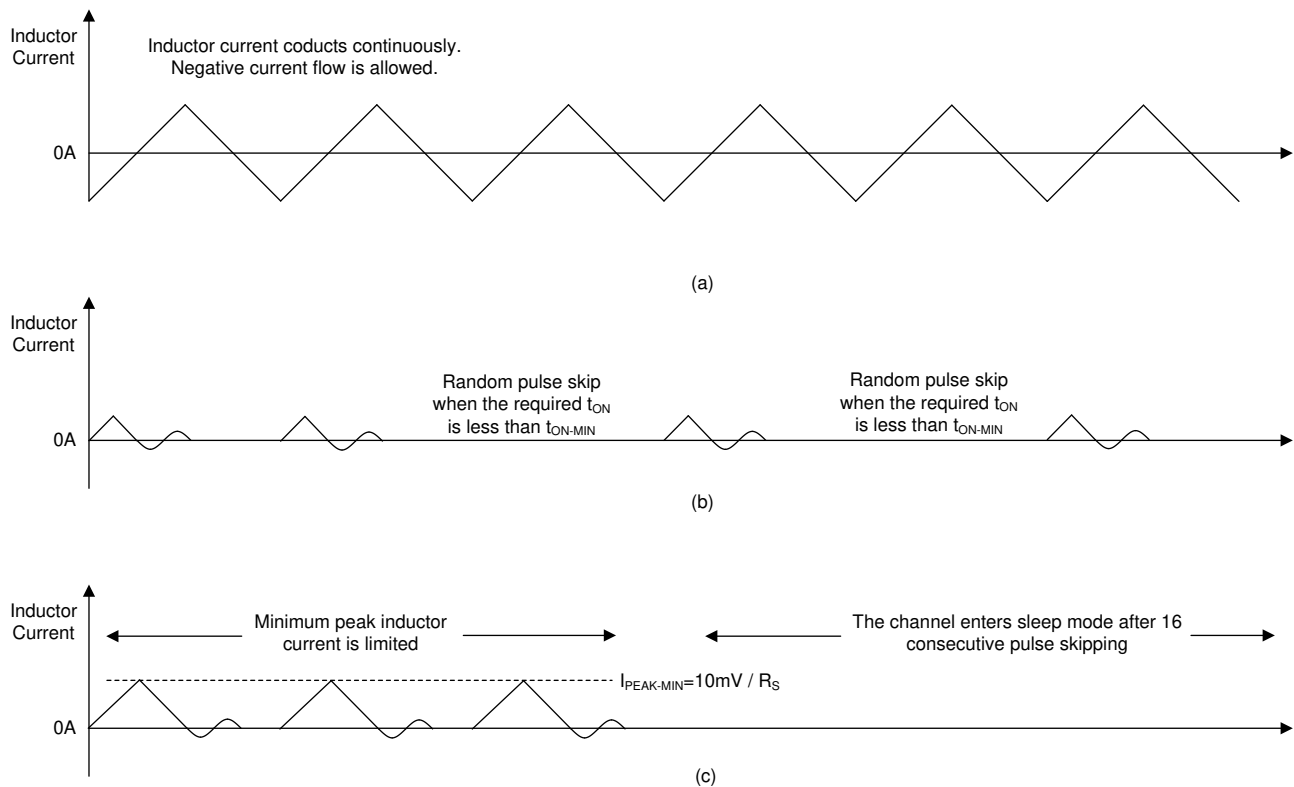 Inductor
Current
Inductor current coducts continuously.
Negative current flow is allowed.
0A
(a)
Inductor
Current
Random pulse skip
when the required tON
is less than tON-MIN
Random pulse skip
when the required tON
is less than tON-MIN
0A
(b)
Inductor
Current
Minimum peak inductor
current is limited
The channel enters sleep mode after 16
consecutive pulse skipping
IPEAK-MIN=10mV / RS
0A
(c)